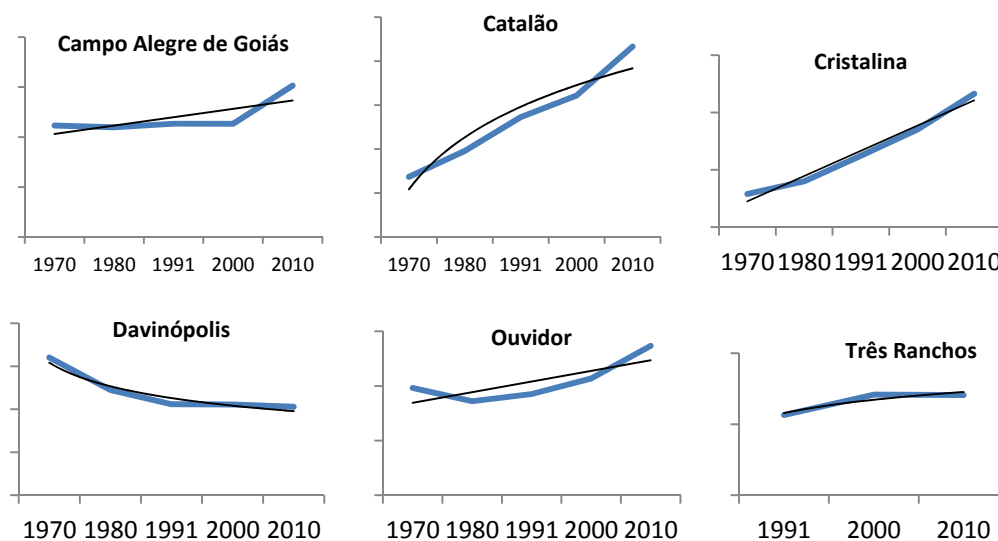 Campo Alegre de Goiás
1970 1980 1991 2000 2010
Catalão
1970 1980 1991 2000 2010
Cristalina
1970 1980 1991 2000 2010
Davinópolis
1970 1980 1991 2000 2010
Ouvidor
1970 1980 1991 2000 2010
Três Ranchos
1991 2000 2010